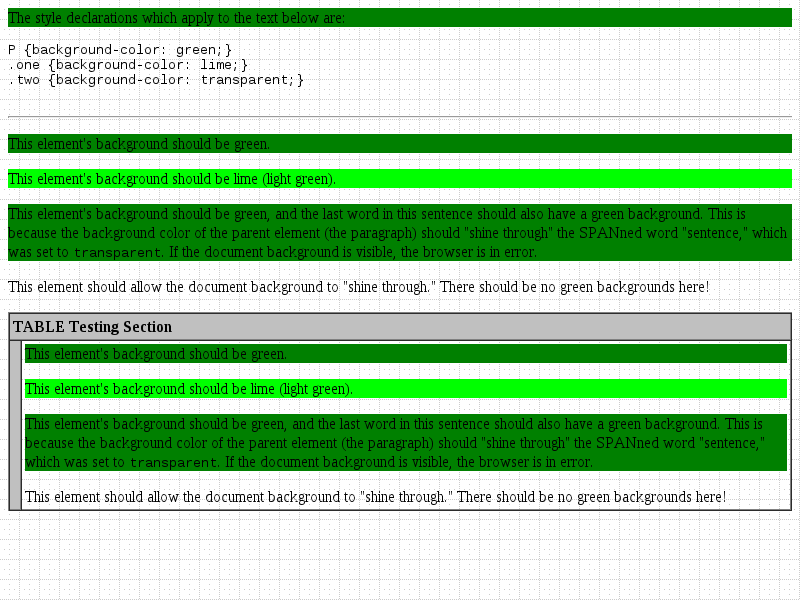 The style declarations which apply to the text below are:
P {background-color: green;}
.one {background-color: lime;}
.two {background-color: transparent;}
This element's background should be green.
This element's background should be lime (light green).
This element's background should be green, and the last word in this sentence should also have a green background. This is
because the background color of the parent element (the paragraph) should "shine through" the SPANned word "sentence," which
was set to transparent. If the document background is visible, the browser is in error.
This element should allow the document background to "shine through." There should be no green backgrounds here!
TABLE Testing Section
This element's background should be green.
This element's background should be lime (light green).
This element's background should be green, and the last word in this sentence should also have a green background. This is
because the background color of the parent element (the paragraph) should "shine through" the SPANned word "sentence,"
which was set to transparent. If the document background is visible, the browser is in error.
This element should allow the document background to "shine through." There should be no green backgrounds here!